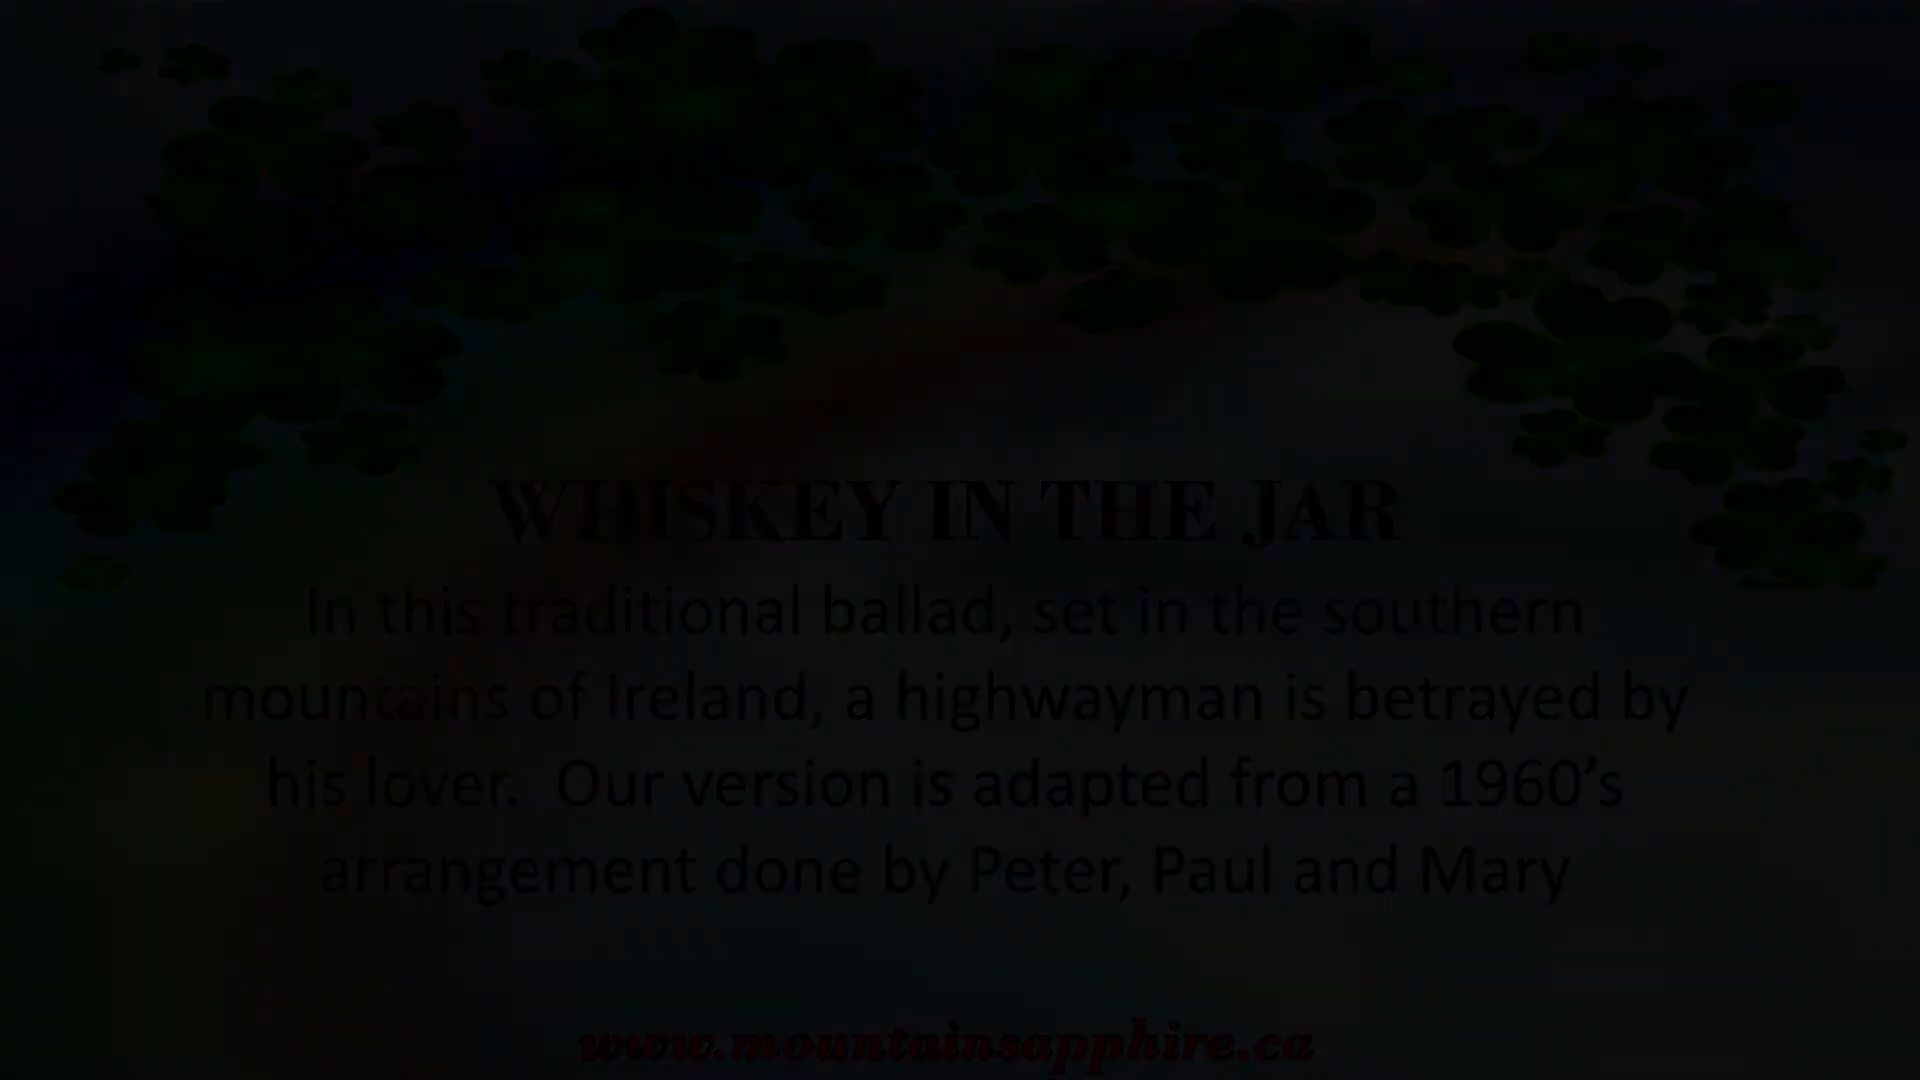 WHISKEY IN THE JAR
In this traditional ballad, set in the southern
mountains of Ireland, a highwayman is betrayed by
his lover.  Our version is adapted from a 1960’s
arrangement done by Peter, Paul and Mary
www.mountainsapphire.ca